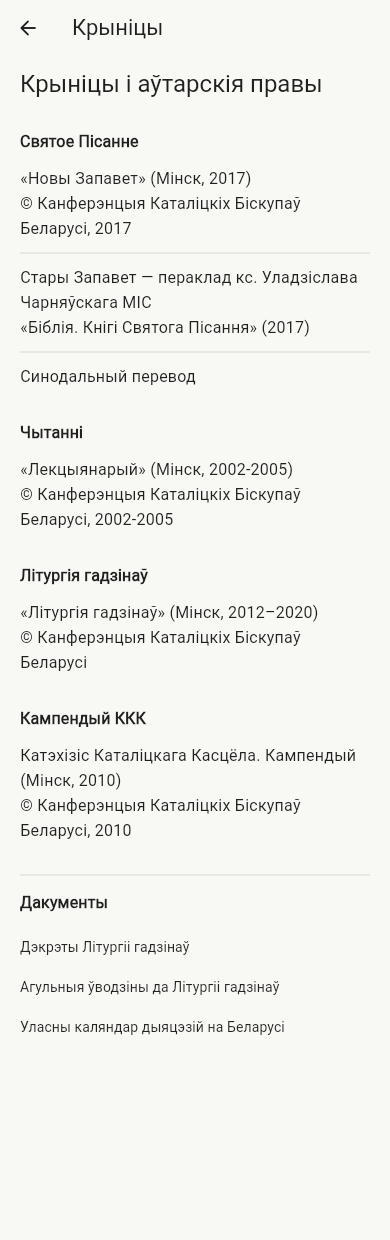 Крыніцы
Крыніцы і аўтарскія правы
Святое Пісанне
«Новы Запавет» (Мінск, 2017)
© Канферэнцыя Каталіцкіх Біскупаў
Беларусі, 2017
Стары Запавет — пераклад кс. Уладзіслава
Чарняўскага MIC
«Біблія. Кнігі Святога Пісання» (2017)
Синодальный перевод
Чытанні
«Лекцыянарый» (Мінск, 2002-2005)
© Канферэнцыя Каталіцкіх Біскупаў
Беларусі, 2002-2005
Літургія гадзінаў
«Літургія гадзінаў» (Мінск, 2012–2020)
© Канферэнцыя Каталіцкіх Біскупаў
Беларусі
Кампендый ККК
Катэхізіс Каталіцкага Касцёла. Кампендый
(Мінск, 2010)
© Канферэнцыя Каталіцкіх Біскупаў
Беларусі, 2010
Дакументы
Дэкрэты Літургіі гадзінаў
Агульныя ўводзіны да Літургіі гадзінаў
Уласны каляндар дыяцэзій на Беларусі